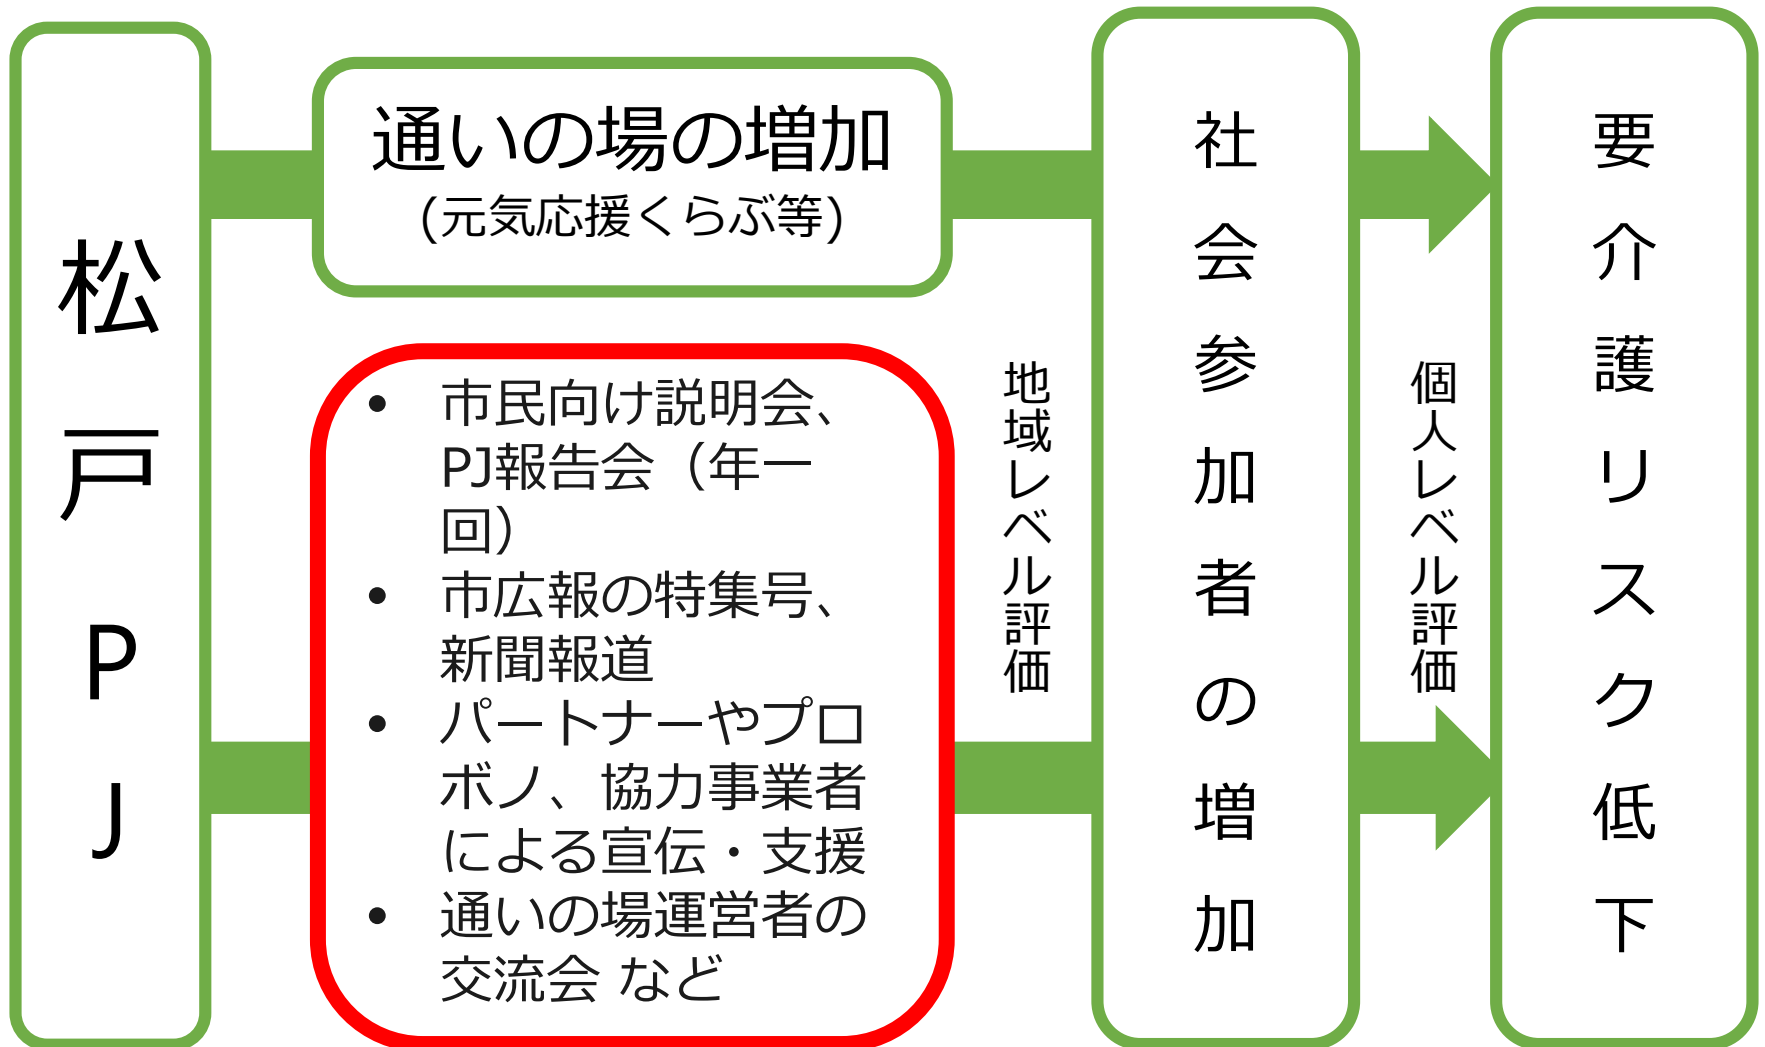 松戸PJ
通いの場の増加
(元気応援くらぶ等)
• 市民向け説明会、
PJ報告会（年一
回）
• 市広報の特集号、
新聞報道
• パートナーやプロ
ボノ、協力事業者
による宣伝・支援
• 通いの場運営者の
交流会 など
地域レベル評価
社会参加者の増加
個人レベル評価
要介護リスク低下